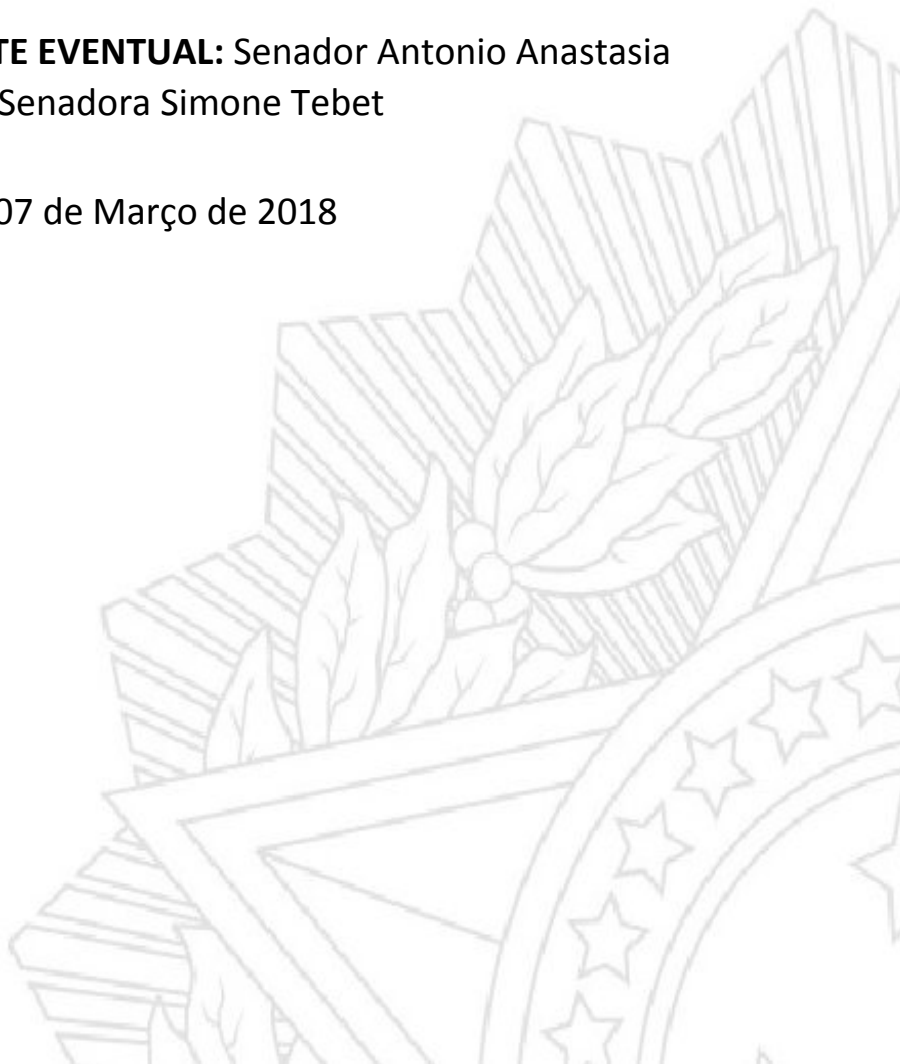 TE EVENTUAL: Senador Antonio Anastasia
Senadora Simone Tebet
07 de Março de 2018